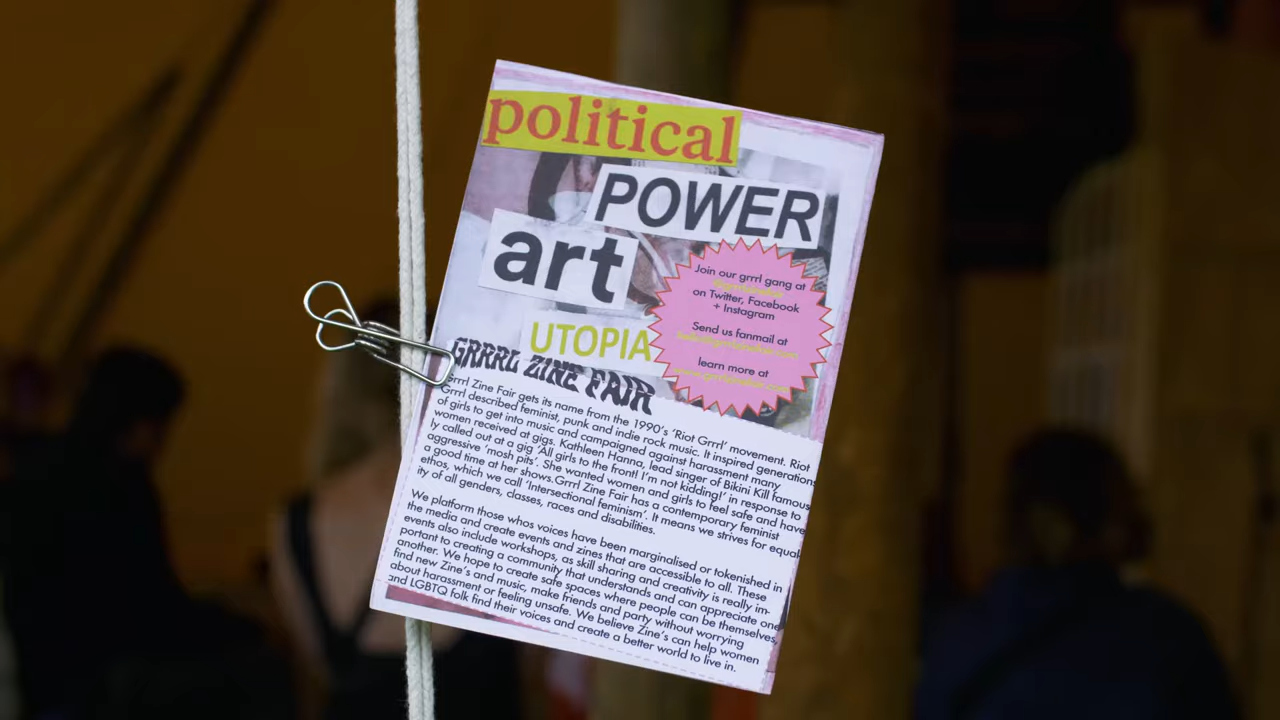 political
POWER
art
UTOPIA
Join our grrrl gang at
on Twitter, Facebook
+ Instagram
Send us fanmail at
learn more at
GRRRL ZINE FAIR
Grrrl Zine Fair gets its name from the 1990's 'Riot Grrrl' movement. Riot
Grrrl described feminist, punk and indie rock music. It inspired generations
of girls to get into music and campaigned against harassment many
women received at gigs. Kathleen Hanna, lead singer of Bikini Kill famous
ly called out at a gig 'All girls to the front! I'm not kidding!' in response to
aggressive 'mosh pits'. She wanted women and girls to feel safe and have
a good time at her shows.Grrrl Zine Fair has a contemporary feminist
ethos, which we call 'Intersectional feminism'. It means we strives for equal
ity of all genders, classes, races and disabilities.
We platform those whos voices have been marginalised or tokenished in
the media and create events and zines that are accessible to all. These
events also include workshops, as skill sharing and creativity is really im-
portant to creating a community that understands and can appreciate one
another. We hope to create safe spaces where people can be themselves,
find new Zine's and music, make friends and party without worrying
about harassment or feeling unsafe. We believe Zine's can help women
and LGBTQ folk find their voices and create a better world to live in.